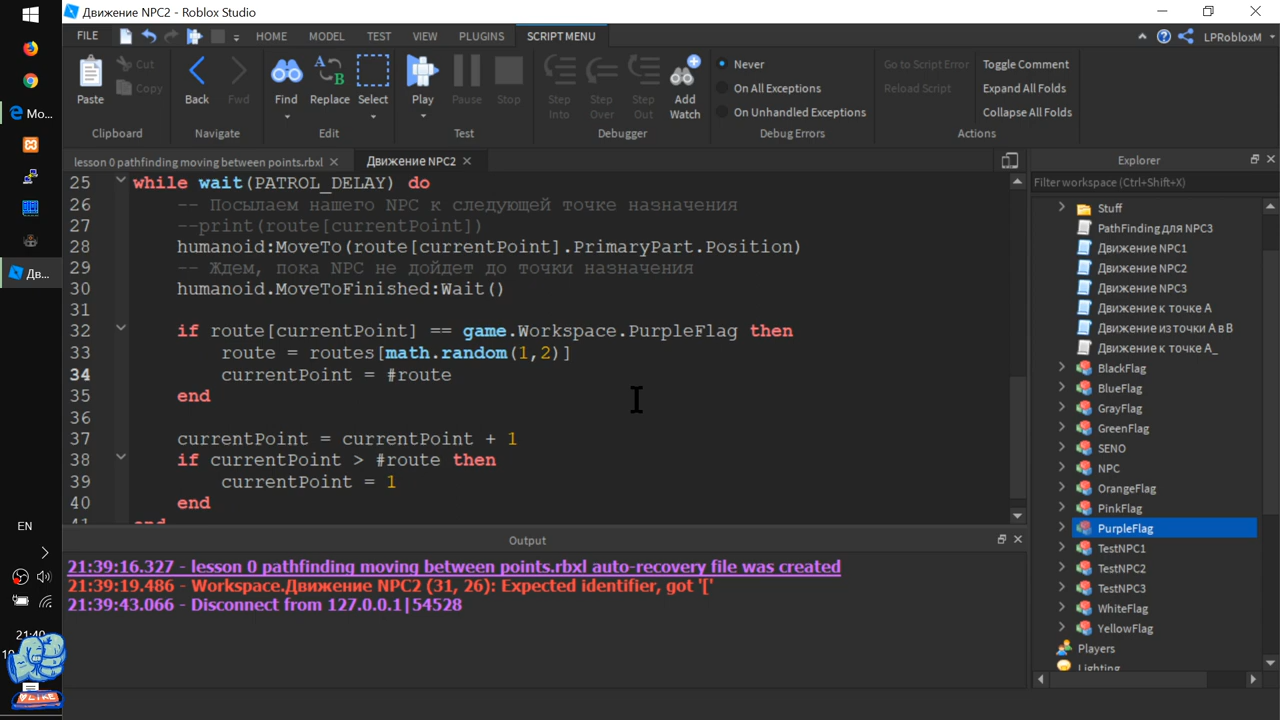 Движение NPC2 - Roblox Studio
FILE HOME MODEL TEST VIEW PLUGINS SCRIPT MENU LPRobloxM
Paste Cut Copy
Clipboard
Back Fwd
Navigate
Find Replace Select
Edit
Play Pause Stop
Test
Step Into Step Over Step Out Add Watch
Debugger
Never
On All Exceptions
On Unhandled Exceptions
Debug Errors
Go to Script Error
Reload Script
Toggle Comment
Expand All Folds
Collapse All Folds
Actions
Mo...
Дв...
lesson 0 pathfinding moving between points.rbxl
Движение NPC2
25 while wait(PATROL_DELAY) do
26 -- Посылаем нашего NPC к следующей точке назначения
27 --print(route[currentPoint])
28 humanoid:MoveTo(route[currentPoint].PrimaryPart.Position)
29 -- Ждем, пока NPC не дойдет до точки назначения
30 humanoid.MoveToFinished:Wait()
31
32 if route[currentPoint] == game.Workspace.PurpleFlag then
33 route = routes[math.random(1,2)]
34 currentPoint = #route
35 end
36
37 currentPoint = currentPoint + 1
38 if currentPoint > #route then
39 currentPoint = 1
40 end
41 end
Explorer
Filter workspace (Ctrl+Shift+X)
Stuff
PathFinding для NPC3
Движение NPC1
Движение NPC2
Движение NPC3
Движение к точке А
Движение из точки А в В
Движение к точке А_
BlackFlag
BlueFlag
GrayFlag
GreenFlag
SENO
NPC
OrangeFlag
PinkFlag
PurpleFlag
TestNPC1
TestNPC2
TestNPC3
WhiteFlag
YellowFlag
Players
Lighting
Output
21:39:16.327 - lesson 0 pathfinding moving between points.rbxl auto-recovery file was created
21:39:19.486 - Workspace.Движение NPC2 (31, 26): Expected identifier, got '['
21:39:43.066 - Disconnect from 127.0.0.1|54528
EN
21:40
LIKE